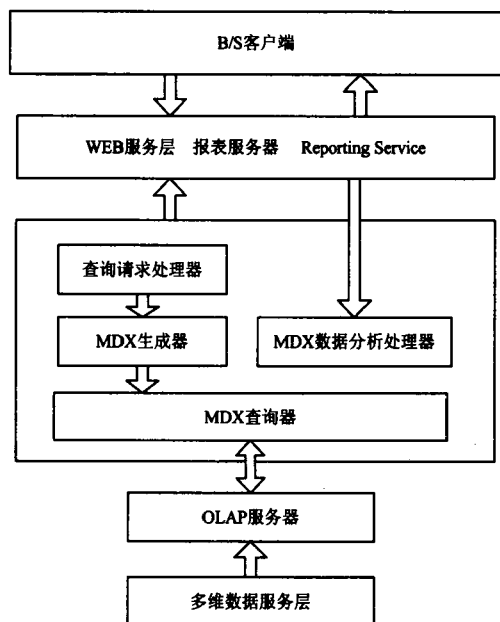 B/S客户端
WEB服务层 报表服务器 Reporting Service
查询请求处理器
MDX生成器 MDX数据分析处理器
MDX查询器
OLAP服务器
多维数据服务层